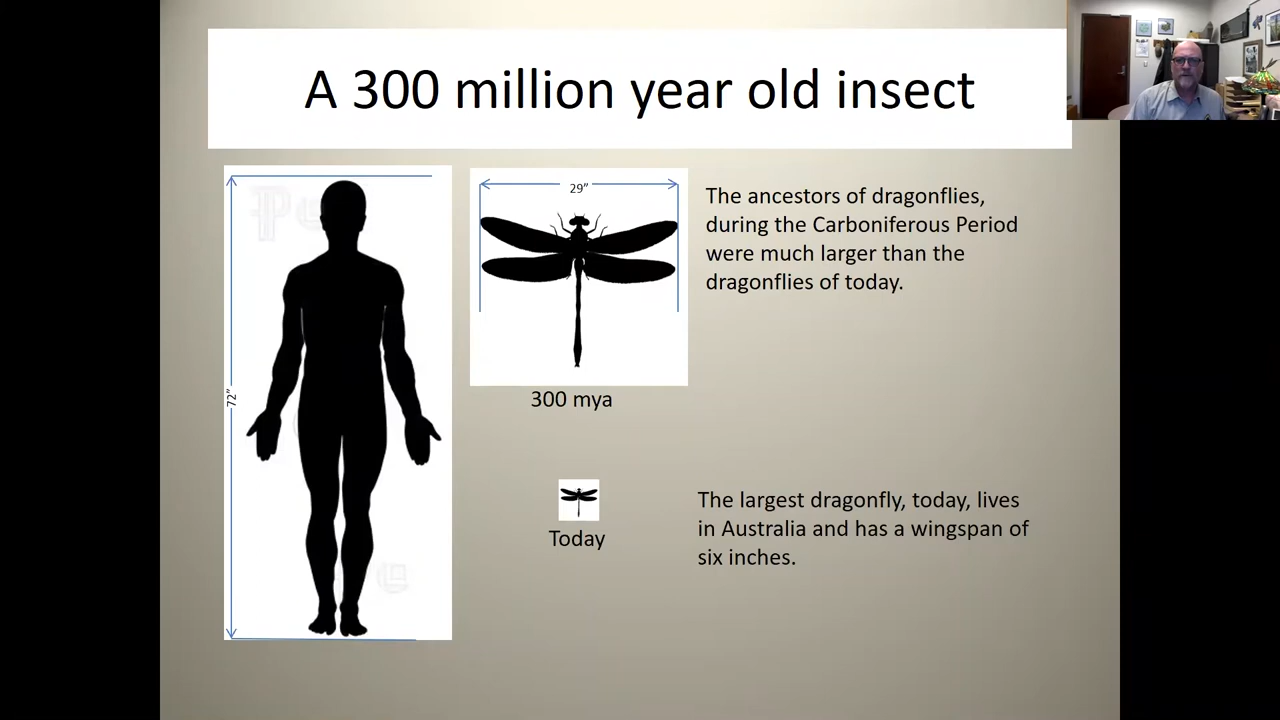 A 300 million year old insect
72”
29”
The ancestors of dragonflies,
during the Carboniferous Period
were much larger than the
dragonflies of today.
300 mya
Today
The largest dragonfly, today, lives
in Australia and has a wingspan of
six inches.